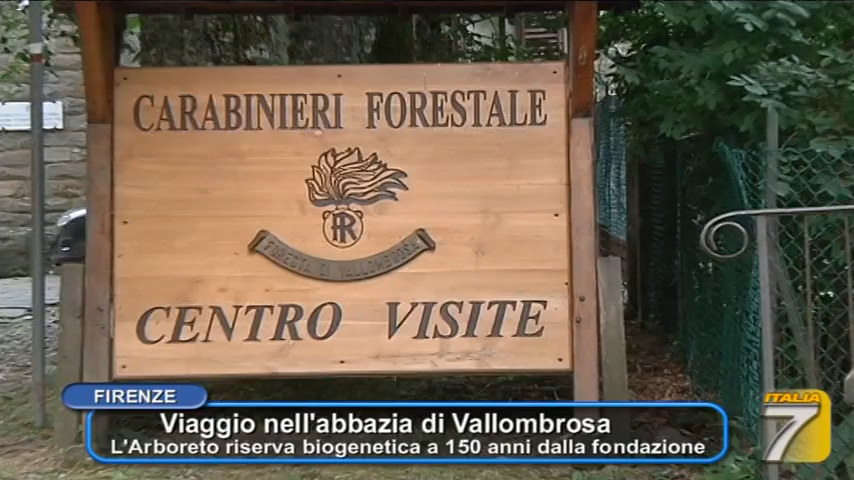 CARABINIERI FORESTALE
RI
FORESTA DI VALLOMBROSA
CENTRO VISITE
FIRENZE
Viaggio nell'abbazia di Vallombrosa
L'Arboreto riserva biogenetica a 150 anni dalla fondazione
ITALIA
7